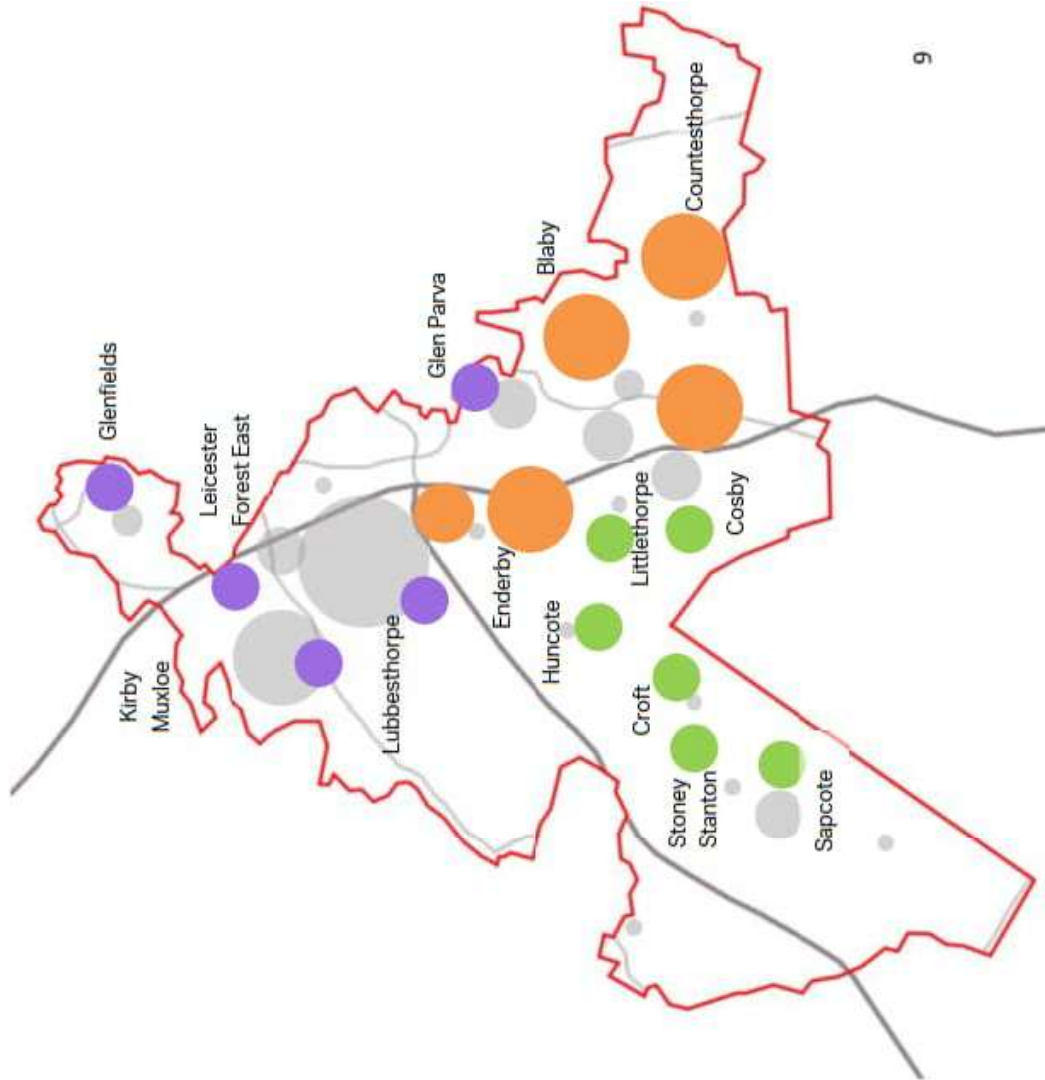 Glenfields
Leicester
Forest East
Kirby
Muxloe
Glen Parva
Lubbesthorpe
Enderby
Blaby
Countesthorpe
Huncote
Littlethorpe
Cosby
Croft
Stoney
Stanton
Sapcote
9